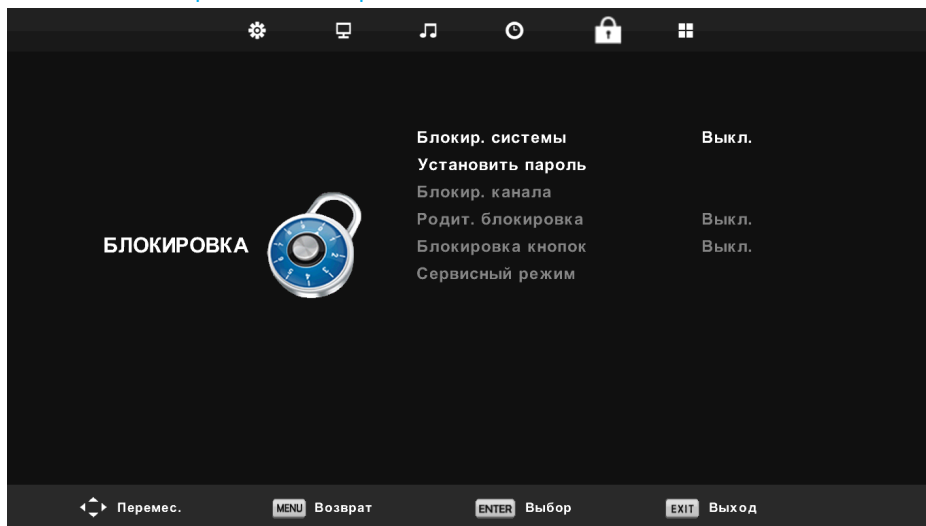 Блокир. системы Выкл.
Установить пароль
Блокир. канала
Родит. блокировка Выкл.
БЛОКИРОВКА
Блокировка кнопок Выкл.
Сервисный режим
Перемес. MENU Возврат ENTER Выбор EXIT Выход